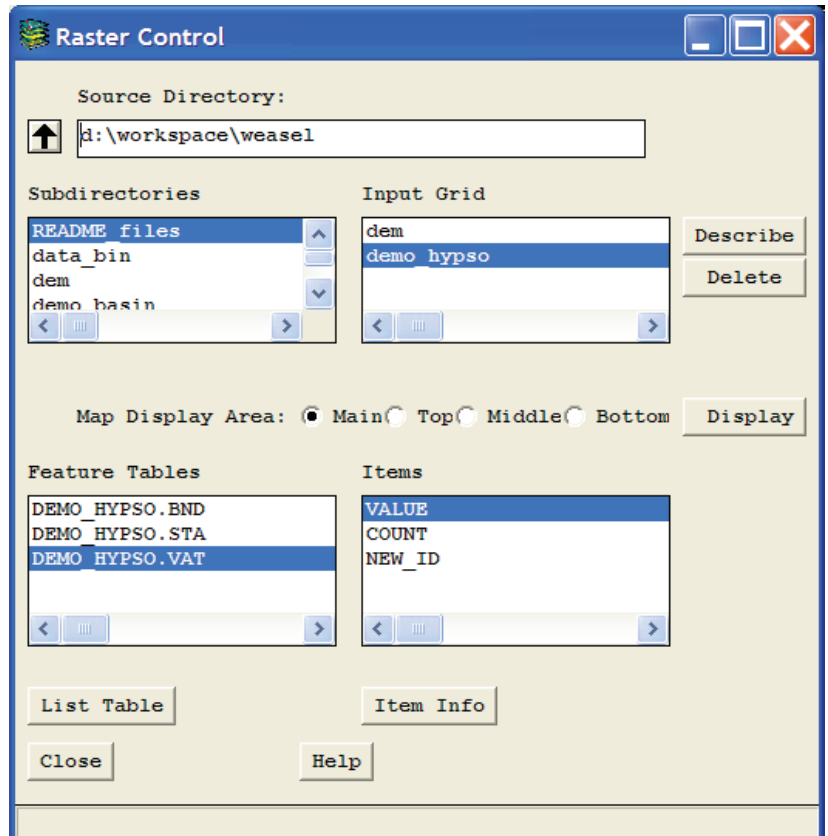 Raster Control
Source Directory:
d:\workspace\weasel
Subdirectories
Input Grid
README_files
data_bin
dem
demo_basin
dem
demo_hypso
Describe
Delete
Map Display Area: Main Top Middle Bottom Display
Feature Tables
Items
DEMO_HYPSO.BND
DEMO_HYPSO.STA
DEMO_HYPSO.VAT
VALUE
COUNT
NEW_ID
List Table
Item Info
Close
Help